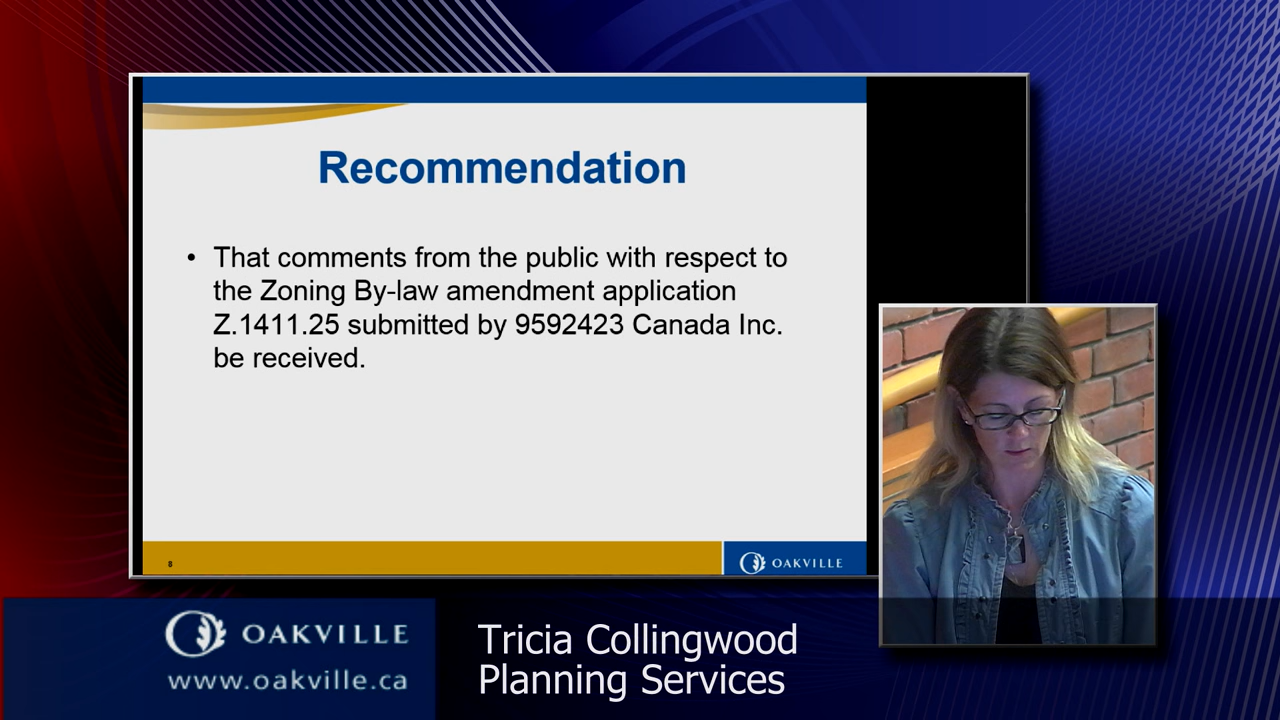 Recommendation
• That comments from the public with respect to
the Zoning By-law amendment application
Z.1411.25 submitted by 9592423 Canada Inc.
be received.
8
OAKVILLE
OAKVILLE
www.oakville.ca
Tricia Collingwood
Planning Services